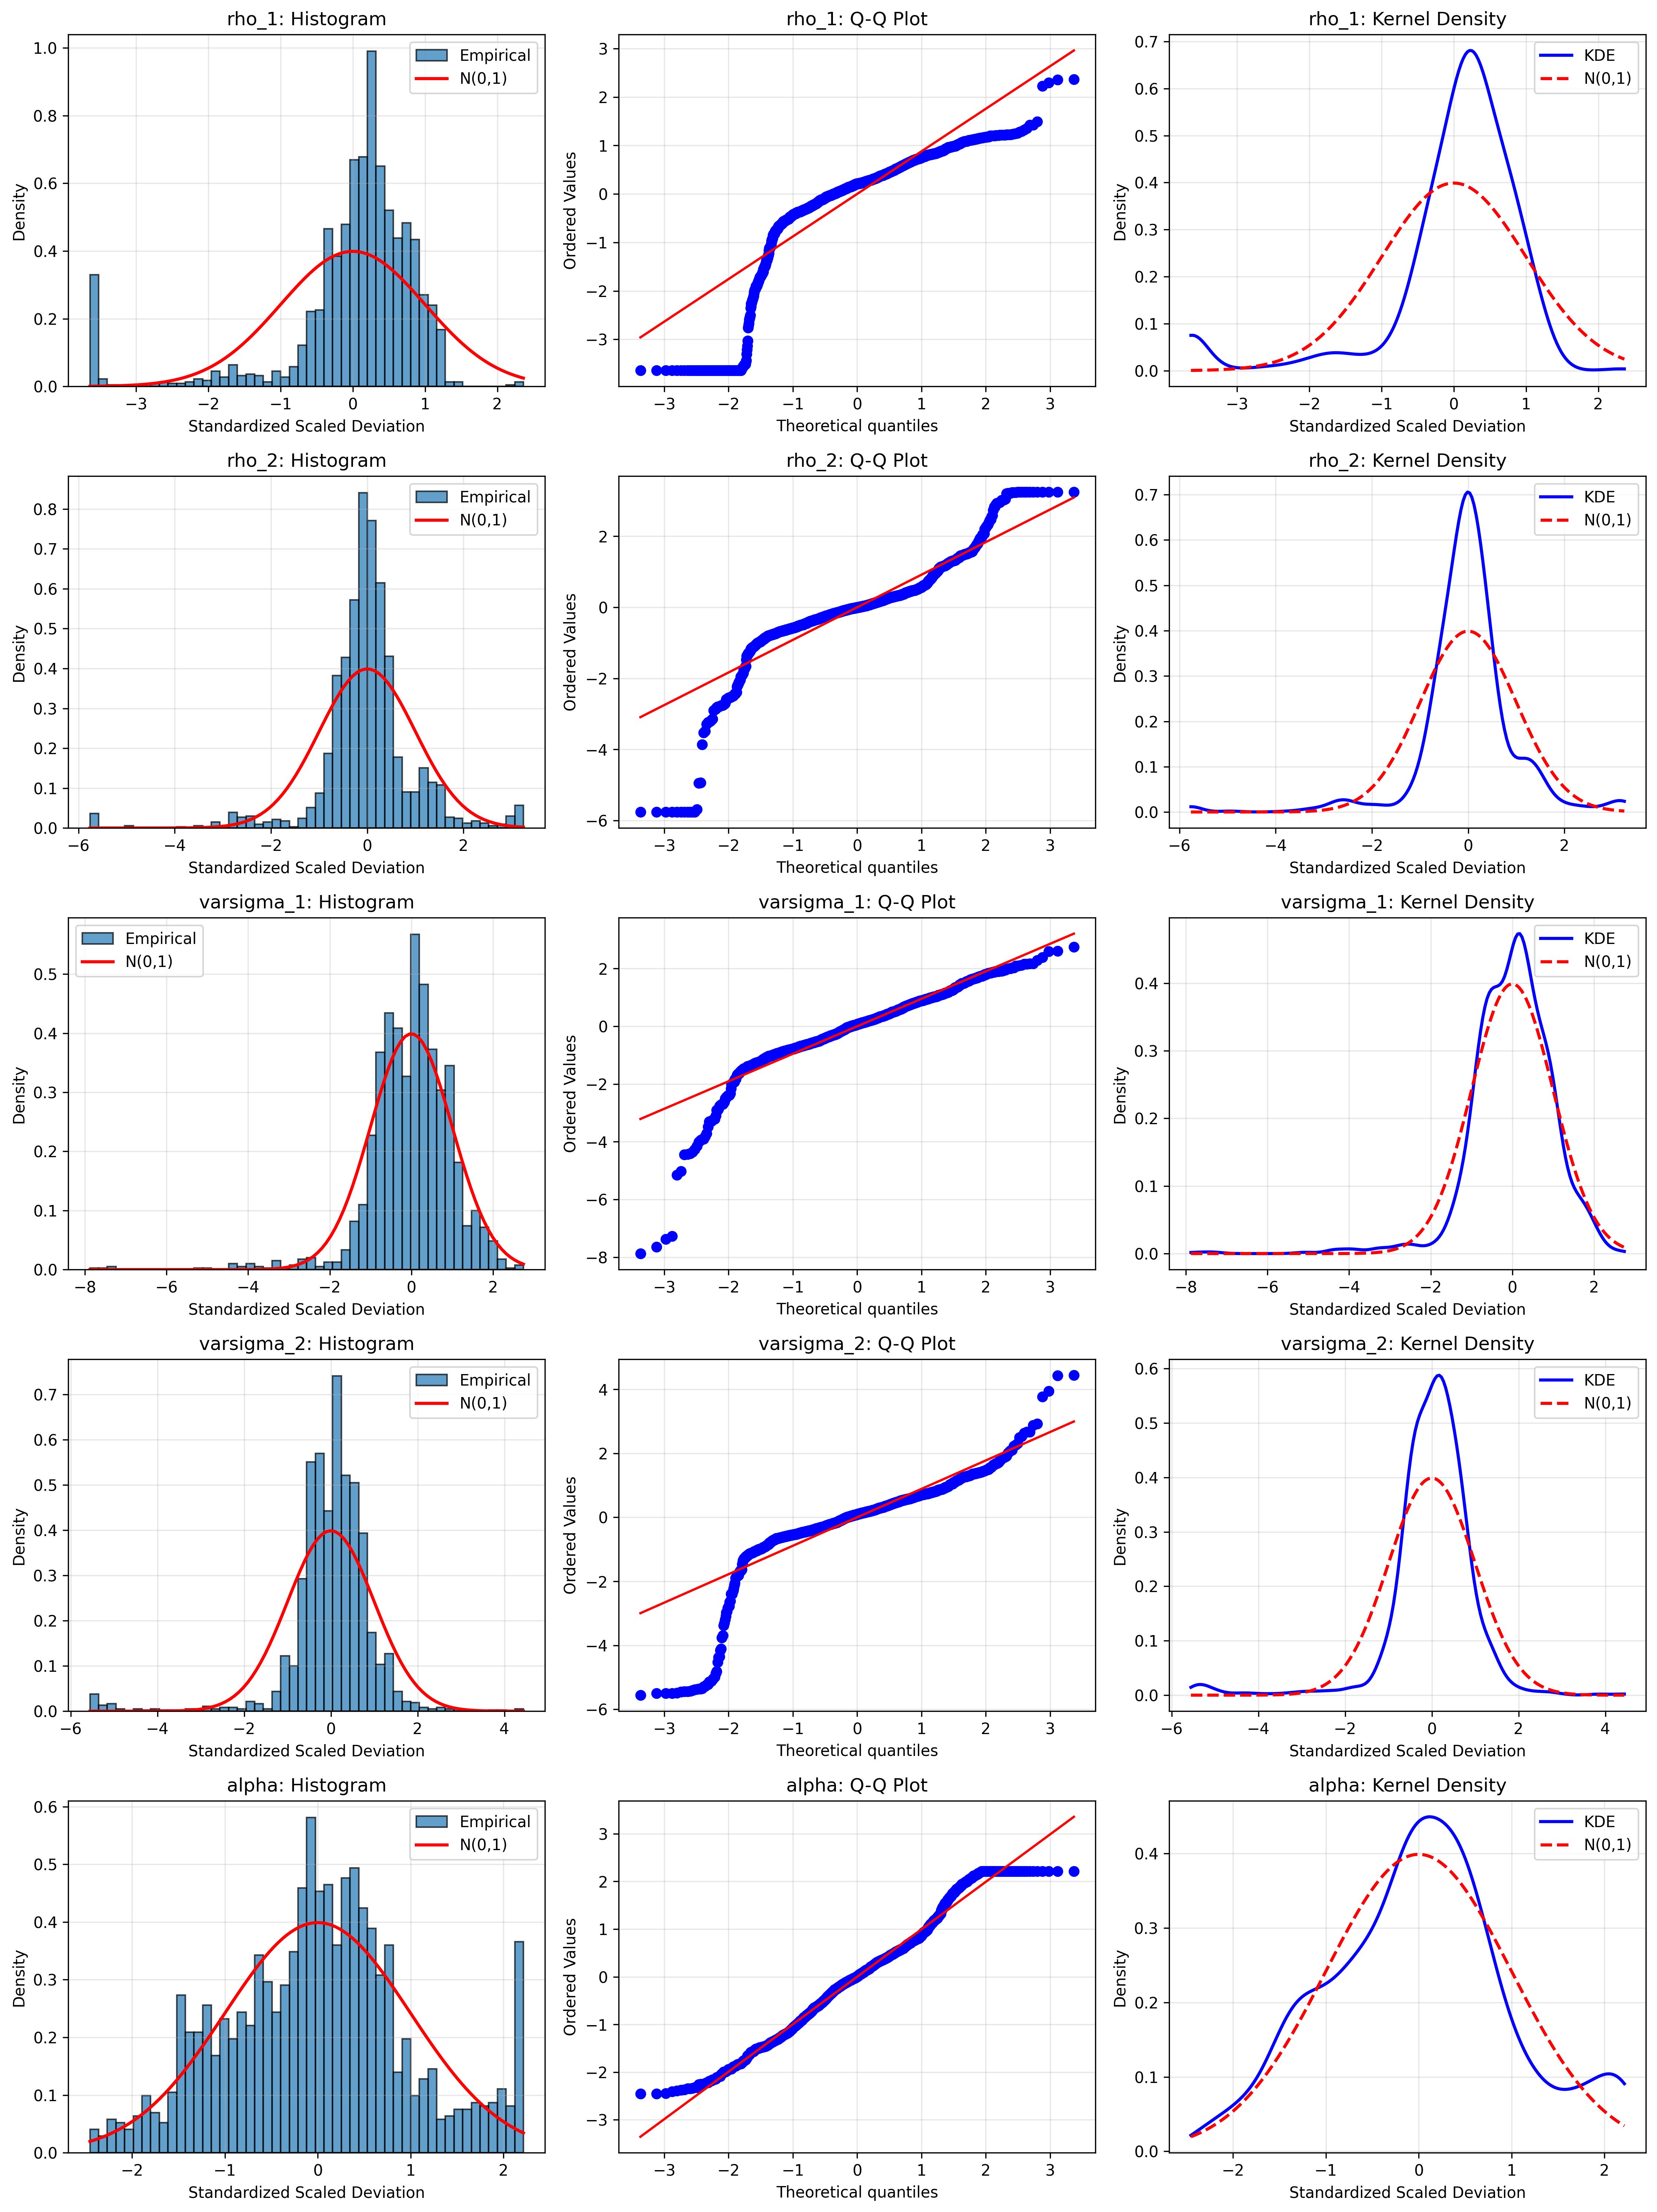 rho_1: Histogram
Density
1.0
0.8
0.6
0.4
0.2
0.0
Empirical
N(0,1)
−3 −2 −1 0 1 2
Standardized Scaled Deviation
rho_1: Q-Q Plot
Ordered Values
3
2
1
0
−1
−2
−3
−3 −2 −1 0 1 2 3
Theoretical quantiles
rho_1: Kernel Density
Density
0.7
0.6
0.5
0.4
0.3
0.2
0.1
0.0
KDE
N(0,1)
−3 −2 −1 0 1 2
Standardized Scaled Deviation
rho_2: Histogram
Density
0.8
0.7
0.6
0.5
0.4
0.3
0.2
0.1
0.0
Empirical
N(0,1)
−6 −4 −2 0 2
Standardized Scaled Deviation
rho_2: Q-Q Plot
Ordered Values
2
0
−2
−4
−6
−3 −2 −1 0 1 2 3
Theoretical quantiles
rho_2: Kernel Density
Density
0.7
0.6
0.5
0.4
0.3
0.2
0.1
0.0
KDE
N(0,1)
−6 −4 −2 0 2
Standardized Scaled Deviation
varsigma_1: Histogram
Density
0.5
0.4
0.3
0.2
0.1
0.0
Empirical
N(0,1)
−8 −6 −4 −2 0 2
Standardized Scaled Deviation
varsigma_1: Q-Q Plot
Ordered Values
2
0
−2
−4
−6
−8
−3 −2 −1 0 1 2 3
Theoretical quantiles
varsigma_1: Kernel Density
Density
0.4
0.3
0.2
0.1
0.0
KDE
N(0,1)
−8 −6 −4 −2 0 2
Standardized Scaled Deviation
varsigma_2: Histogram
Density
0.7
0.6
0.5
0.4
0.3
0.2
0.1
0.0
Empirical
N(0,1)
−6 −4 −2 0 2 4
Standardized Scaled Deviation
varsigma_2: Q-Q Plot
Ordered Values
4
2
0
−2
−4
−6
−3 −2 −1 0 1 2 3
Theoretical quantiles
varsigma_2: Kernel Density
Density
0.6
0.5
0.4
0.3
0.2
0.1
0.0
KDE
N(0,1)
−6 −4 −2 0 2 4
Standardized Scaled Deviation
alpha: Histogram
Density
0.6
0.5
0.4
0.3
0.2
0.1
0.0
Empirical
N(0,1)
−2 −1 0 1 2
Standardized Scaled Deviation
alpha: Q-Q Plot
Ordered Values
3
2
1
0
−1
−2
−3
−3 −2 −1 0 1 2 3
Theoretical quantiles
alpha: Kernel Density
Density
0.4
0.3
0.2
0.1
0.0
KDE
N(0,1)
−2 −1 0 1 2
Standardized Scaled Deviation